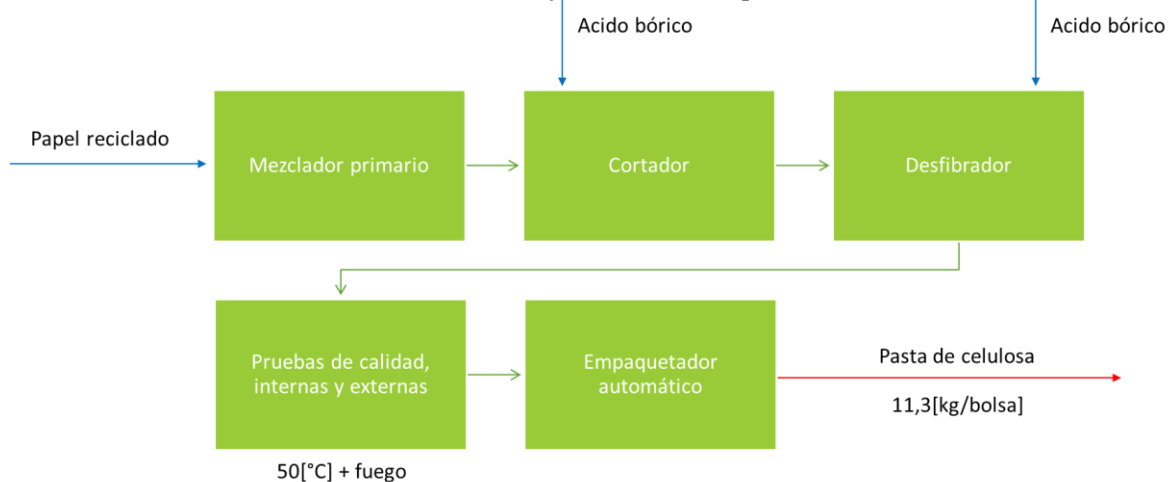 Acido bórico
Acido bórico
Papel reciclado
Mezclador primario
Cortador
Desfibrador
Pruebas de calidad,
internas y externas
Empaquetador
automático
Pasta de celulosa
11,3[kg/bolsa]
50[°C] + fuego